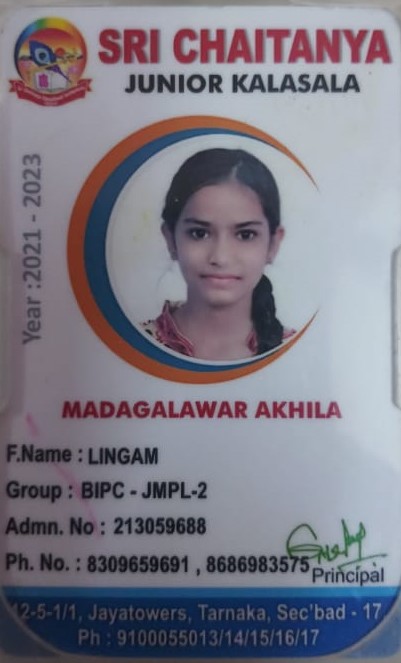 SRI CHAITANYA
JUNIOR KALASALA
Year :2021 - 2023
MADAGALAWAR AKHILA
F.Name : LINGAM
Group : BIPC - JMPL-2
Admn. No : 213059688
Ph. No. : 8309659691 , 8686983575
Principal
12-5-1/1, Jayatowers, Tarnaka, Sec'bad - 17
Ph : 9100055013/14/15/16/17